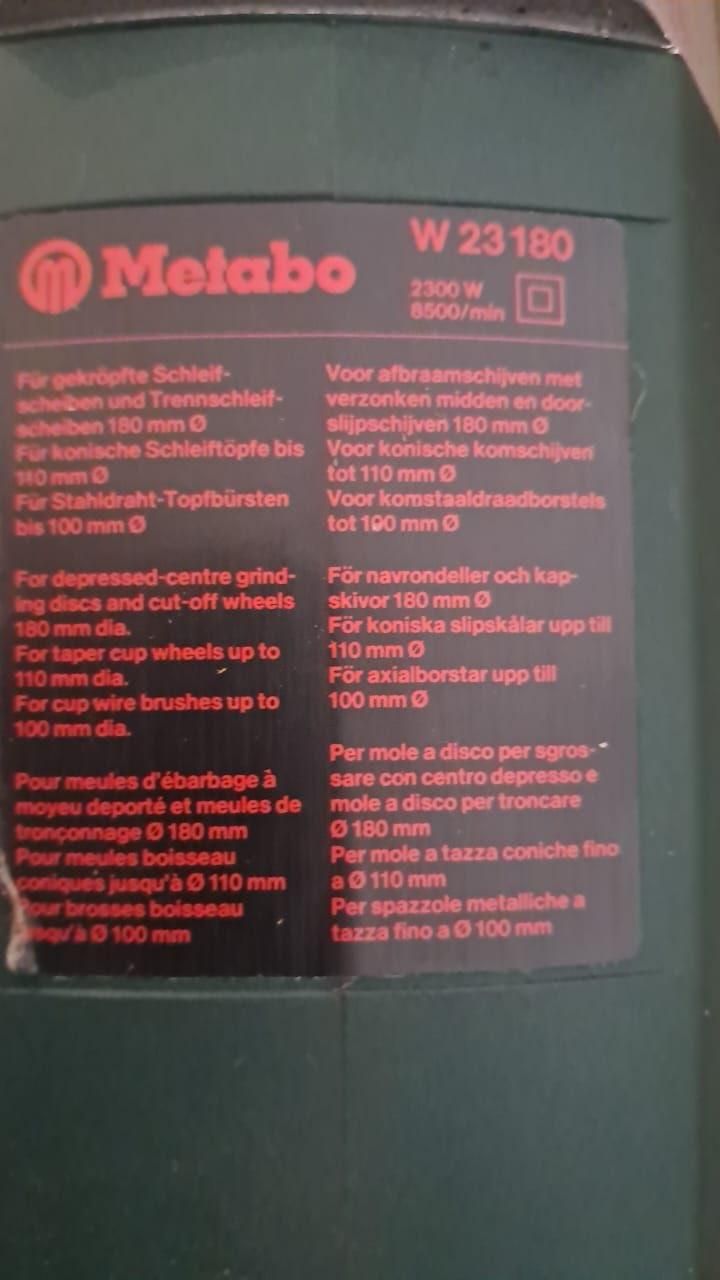 Metabo
W 23180
2300 W
8500/min
Für gekröpfte Schleif-
scheiben und Trennschleif-
scheiben 180 mm Ø
Für konische Schleiftöpfe bis
110 mm Ø
Für Stahldraht-Topfbürsten
bis 100 mm Ø
For depressed-centre grind-
ing discs and cut-off wheels
180 mm dia.
For taper cup wheels up to
110 mm dia.
For cup wire brushes up to
100 mm dia.
Pour meules d'ébarbage à
moyeu deporté et meules de
tronçonnage Ø 180 mm
Pour meules boisseau
coniques jusqu'à Ø 110 mm
Pour brosses boisseau
jusqu'à Ø 100 mm
Voor afbraamschijven met
verzonken midden en door-
slijpschijven 180 mm Ø
Voor konische komschijven
tot 110 mm Ø
Voor komstaaldraadborstels
tot 100 mm Ø
För navrondeller och kap-
skivor 180 mm Ø
För koniska slipskålar upp till
110 mm Ø
För axialborstar upp till
100 mm Ø
Per mole a disco per sgros-
sare con centro depresso e
mole a disco per troncare
Ø 180 mm
Per mole a tazza coniche fino
a Ø 110 mm
Per spazzole metalliche a
tazza fino a Ø 100 mm